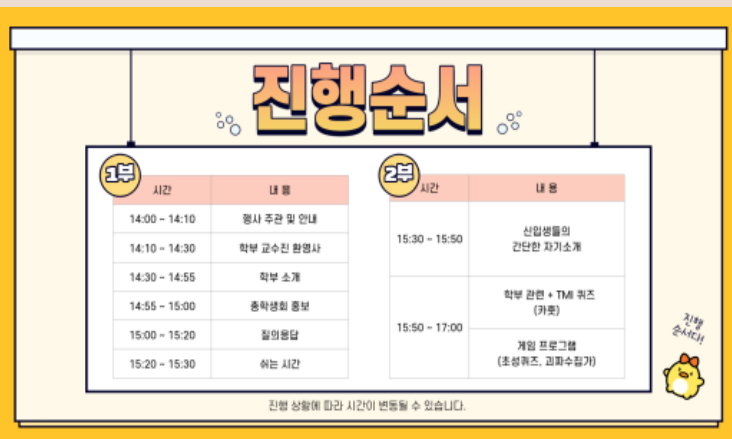 진행순서
1부
시간 내용
14:00 ~ 14:10 행사 주관 및 안내
14:10 ~ 14:30 학부 교수진 환영사
14:30 ~ 14:55 학부 소개
14:55 ~ 15:00 총학생회 홍보
15:00 ~ 15:20 질의응답
15:20 ~ 15:30 쉬는 시간
2부
시간 내용
15:30 ~ 15:50 신입생들의
간단한 자기소개
15:50 ~ 17:00
학부 관련 + TMI 퀴즈
(카훗)
게임 프로그램
(초성퀴즈, 괴파수집가)
진행
순서다!
진행 상황에 따라 시간이 변동될 수 있습니다.